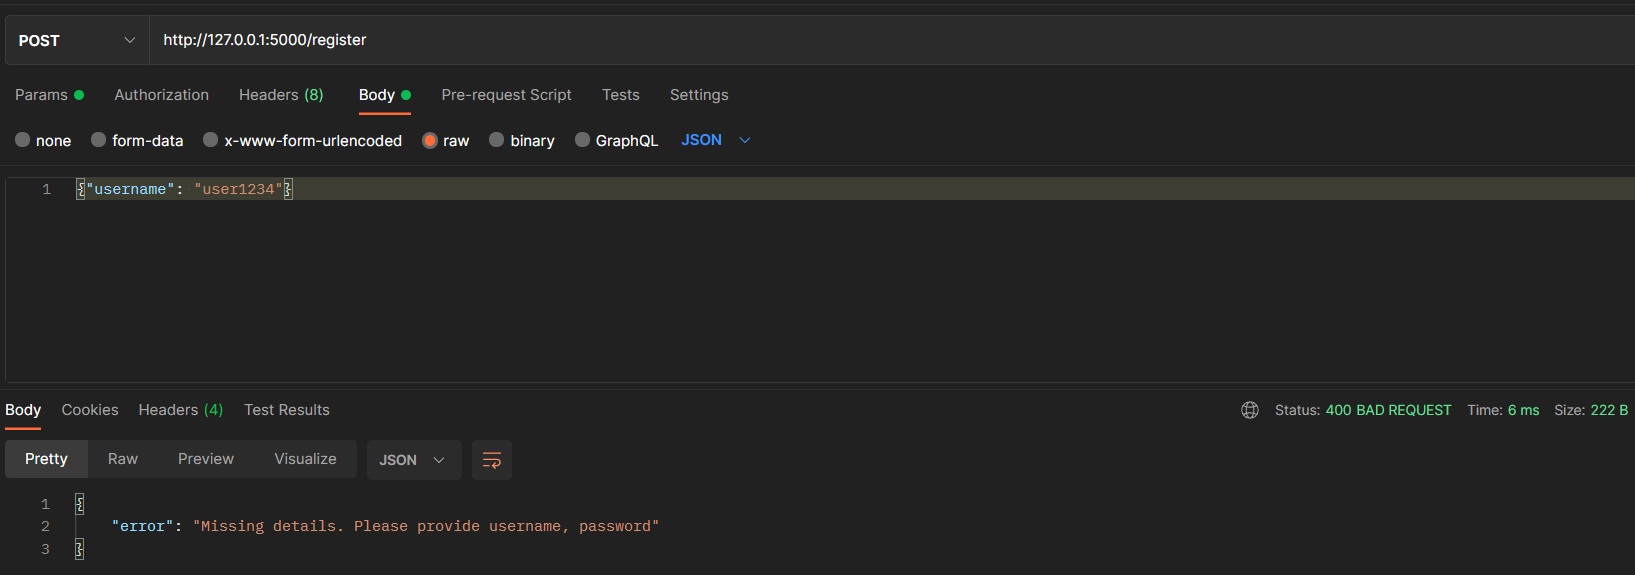 POST http://127.0.0.1:5000/register
Params Authorization Headers (8) Body Pre-request Script Tests Settings
none form-data x-www-form-urlencoded raw binary GraphQL JSON
1 {"username": "user1234"}
Body Cookies Headers (4) Test Results Status: 400 BAD REQUEST Time: 6 ms Size: 222 B
Pretty Raw Preview Visualize JSON
1 {
2 "error": "Missing details. Please provide username, password"
3 }